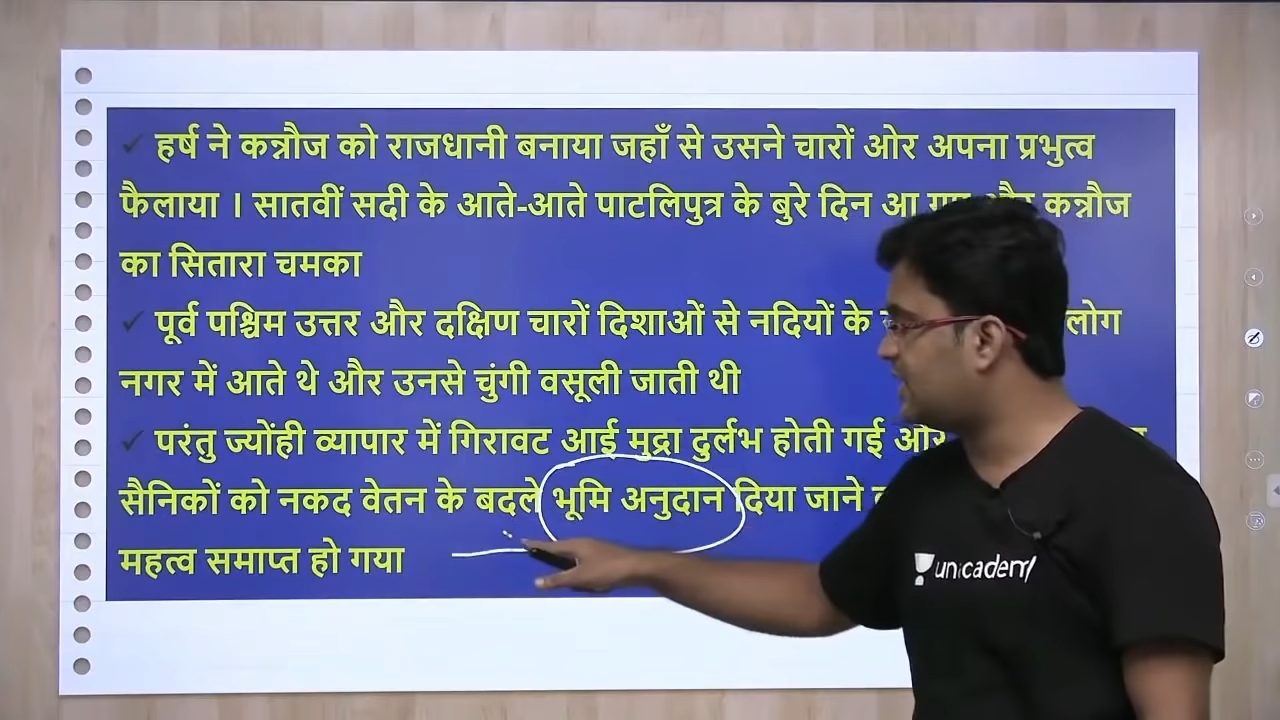 हर्ष ने कन्नौज को राजधानी बनाया जहाँ से उसने चारों ओर अपना प्रभुत्व
फैलाया । सातवीं सदी के आते-आते पाटलिपुत्र के बुरे दिन आ और कन्नौज
का सितारा चमका
पूर्व पश्चिम उत्तर और दक्षिण चारों दिशाओं से नदियों के लोग
नगर में आते थे और उनसे चुंगी वसूली जाती थी
परंतु ज्योंही व्यापार में गिरावट आई मुद्रा दुर्लभ होती गई
सैनिकों को नकद वेतन के बदले भूमि अनुदान दिया जाने
महत्व समाप्त हो गया
unacademy